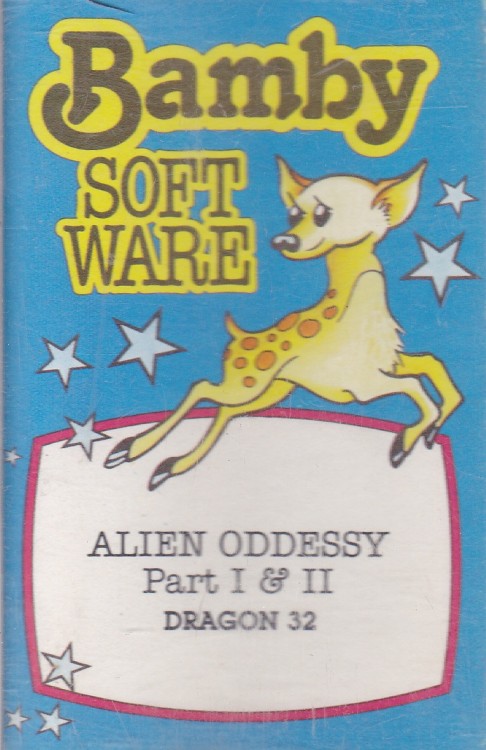 Bamby
SOFT
WARE
ALIEN ODDESSY
Part I & II
DRAGON 32